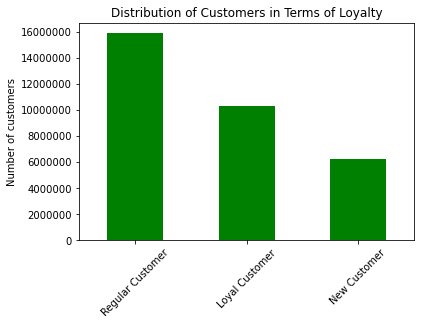 Distribution of Customers in Terms of Loyalty
Number of customers
16000000
14000000
12000000
10000000
8000000
6000000
4000000
2000000
0
Regular Customer
Loyal Customer
New Customer